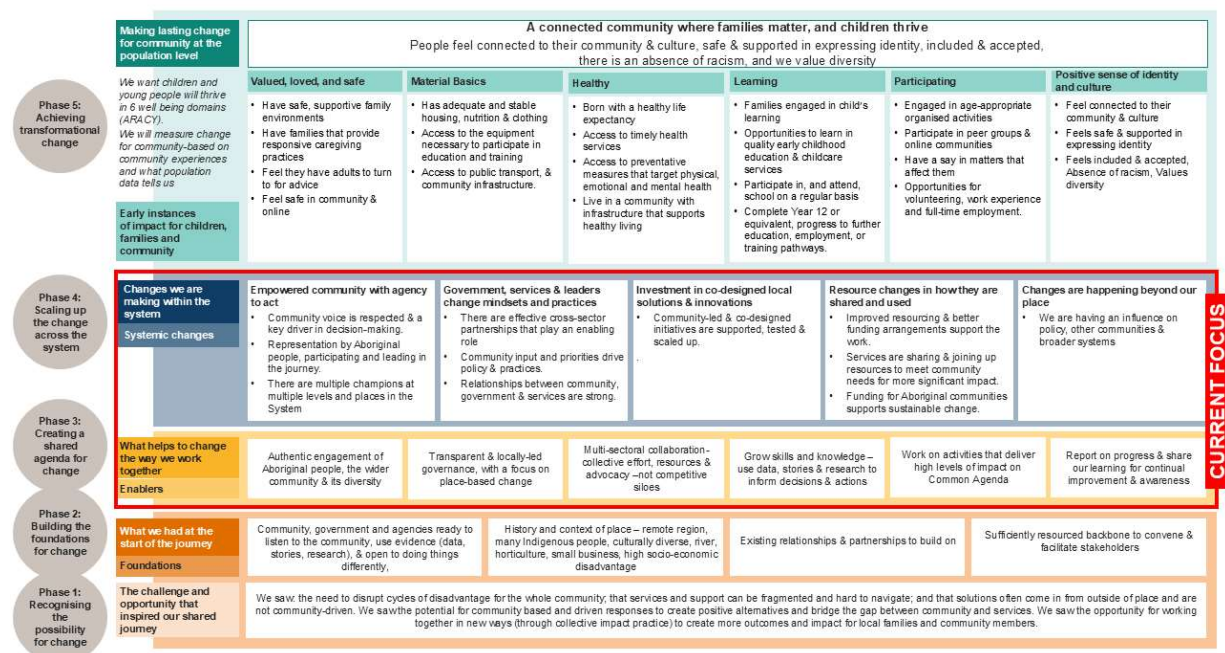 Making lasting change
for community at the
population level
A connected community where families matter, and children thrive
People feel connected to their community & culture, safe & supported in expressing identity, included & accepted,
there is an absence of racism, and we value diversity
Phase 5:
Achieving
transformational
change
We want children and
young people will thrive
in 6 well being domains
(ARACY).
We will measure change
for community-based on
community experiences
and what population
data tells us
Early instances
of impact for children,
families and
community
Valued, loved, and safe
• Have safe, supportive family
environments
• Have families that provide
responsive caregiving
practices
• Feel they have adults to turn
to for advice
• Feel safe in community &
online
Material Basics
• Has adequate and stable
housing, nutrition & clothing
• Access to the equipment
necessary to participate in
education and training
• Access to public transport, &
community infrastructure.
Healthy
• Born with a healthy life
expectancy
• Access to timely health
services
• Access to preventative
measures that target physical,
emotional and mental health
• Live in a community with
infrastructure that supports
healthy living
Learning
• Families engaged in child's
learning
• Opportunities to learn in
quality early childhood
education & childcare
services
• Participate in, and attend,
school on a regular basis
• Complete Year 12 or
equivalent, progress to further
education, employment, or
training pathways.
Participating
• Engaged in age-appropriate
organised activities
• Participate in peer groups &
online communities
• Have a say in matters that
affect them
• Opportunities for
volunteering, work experience
and full-time employment.
Positive sense of identity
and culture
• Feel connected to their
community & culture
• Feels safe & supported in
expressing identity
• Feels included & accepted,
Absence of racism, Values
diversity
Phase 4:
Scaling up
the change
across the
system
Changes we are
making within the
system
Systemic changes
Empowered community with agency
to act
• Community voice is respected & a
key driver in decision-making.
• Representation by Aboriginal
people, participating and leading in
the journey.
• There are multiple champions at
multiple levels and places in the
System
Government, services & leaders
change mindsets and practices
• There are effective cross-sector
partnerships that play an enabling
role
• Community input and priorities drive
policy & practices.
• Relationships between community,
government & services are strong.
Investment in co-designed local
solutions & innovations
• Community-led & co-designed
initiatives are supported, tested &
scaled up.
.
Resource changes in how they are
shared and used
• Improved resourcing & better
funding arrangements support the
work.
• Services are sharing & joining up
resources to meet community
needs for more significant impact.
• Funding for Aboriginal communities
supports sustainable change.
Changes are happening beyond our
place
• We are having an influence on
policy, other communities &
broader systems
CURRENT FOCUS
Phase 3:
Creating a
shared
agenda for
change
What helps to change
the way we work
together
Enablers
Authentic engagement of
Aboriginal people, the wider
community & its diversity
Transparent & locally-led
governance, with a focus on
place-based change
Multi-sectoral collaboration-
collective effort, resources &
advocacy –not competitive
siloes
Grow skills and knowledge –
use data, stories & research to
inform decisions & actions
Work on activities that deliver
high levels of impact on
Common Agenda
Report on progress & share
our learning for continual
improvement & awareness
Phase 2:
Building the
foundations
for change
What we had at the
start of the journey
Foundations
Community, government and agencies ready to
listen to the community, use evidence (data,
stories, research), & open to doing things
differently,
History and context of place – remote region,
many Indigenous people, culturally diverse, river,
horticulture, small business, high socio-economic
disadvantage
Existing relationships & partnerships to build on
Sufficiently resourced backbone to convene &
facilitate stakeholders
Phase 1:
Recognising
the
possibility
for change
The challenge and
opportunity that
inspired our shared
journey
We saw: the need to disrupt cycles of disadvantage for the whole community; that services and support can be fragmented and hard to navigate; and that solutions often come in from outside of place and are
not community-driven. We saw the potential for community based and driven responses to create positive alternatives and bridge the gap between community and services. We saw the opportunity for working
together in new ways (through collective impact practice) to create more outcomes and impact for local families and community members.